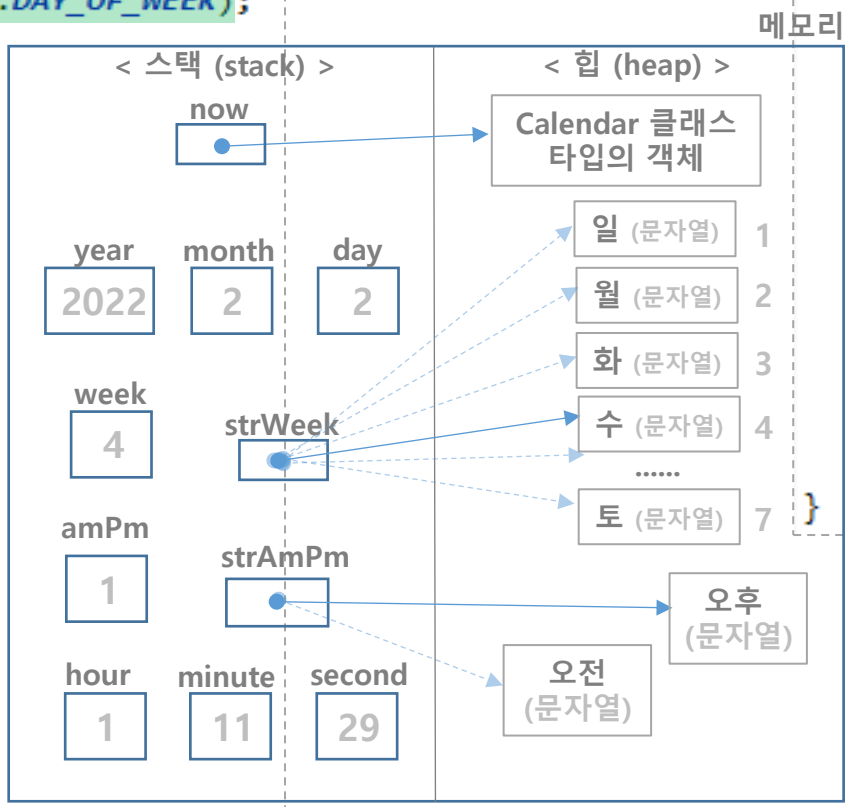 .DAY_OF_WEEK);
메모리
< 스택 (stack) >
< 힙 (heap) >
now
Calendar 클래스
타입의 객체
year month day
2022 2 2
일 (문자열) 1
월 (문자열) 2
화 (문자열) 3
week
4
strWeek
수 (문자열) 4
......
토 (문자열) 7
}
amPm
1
strAmPm
오후
(문자열)
오전
(문자열)
hour minute second
1 11 29